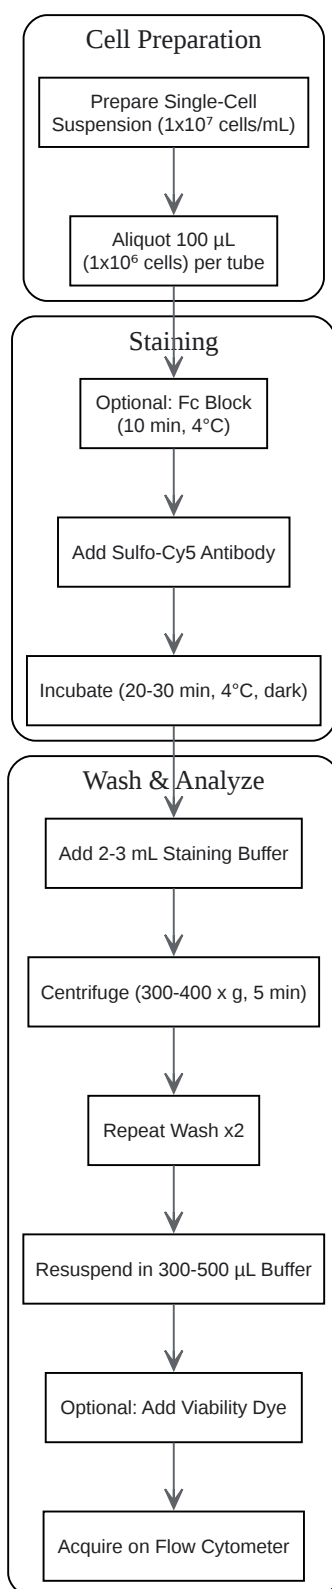 Cell Preparation
Prepare Single-Cell
Suspension (1x10⁷ cells/mL)
Aliquot 100 µL
(1x10⁶ cells) per tube
Staining
Optional: Fc Block
(10 min, 4°C)
Add Sulfo-Cy5 Antibody
Incubate (20-30 min, 4°C, dark)
Wash & Analyze
Add 2-3 mL Staining Buffer
Centrifuge (300-400 x g, 5 min)
Repeat Wash x2
Resuspend in 300-500 µL Buffer
Optional: Add Viability Dye
Acquire on Flow Cytometer